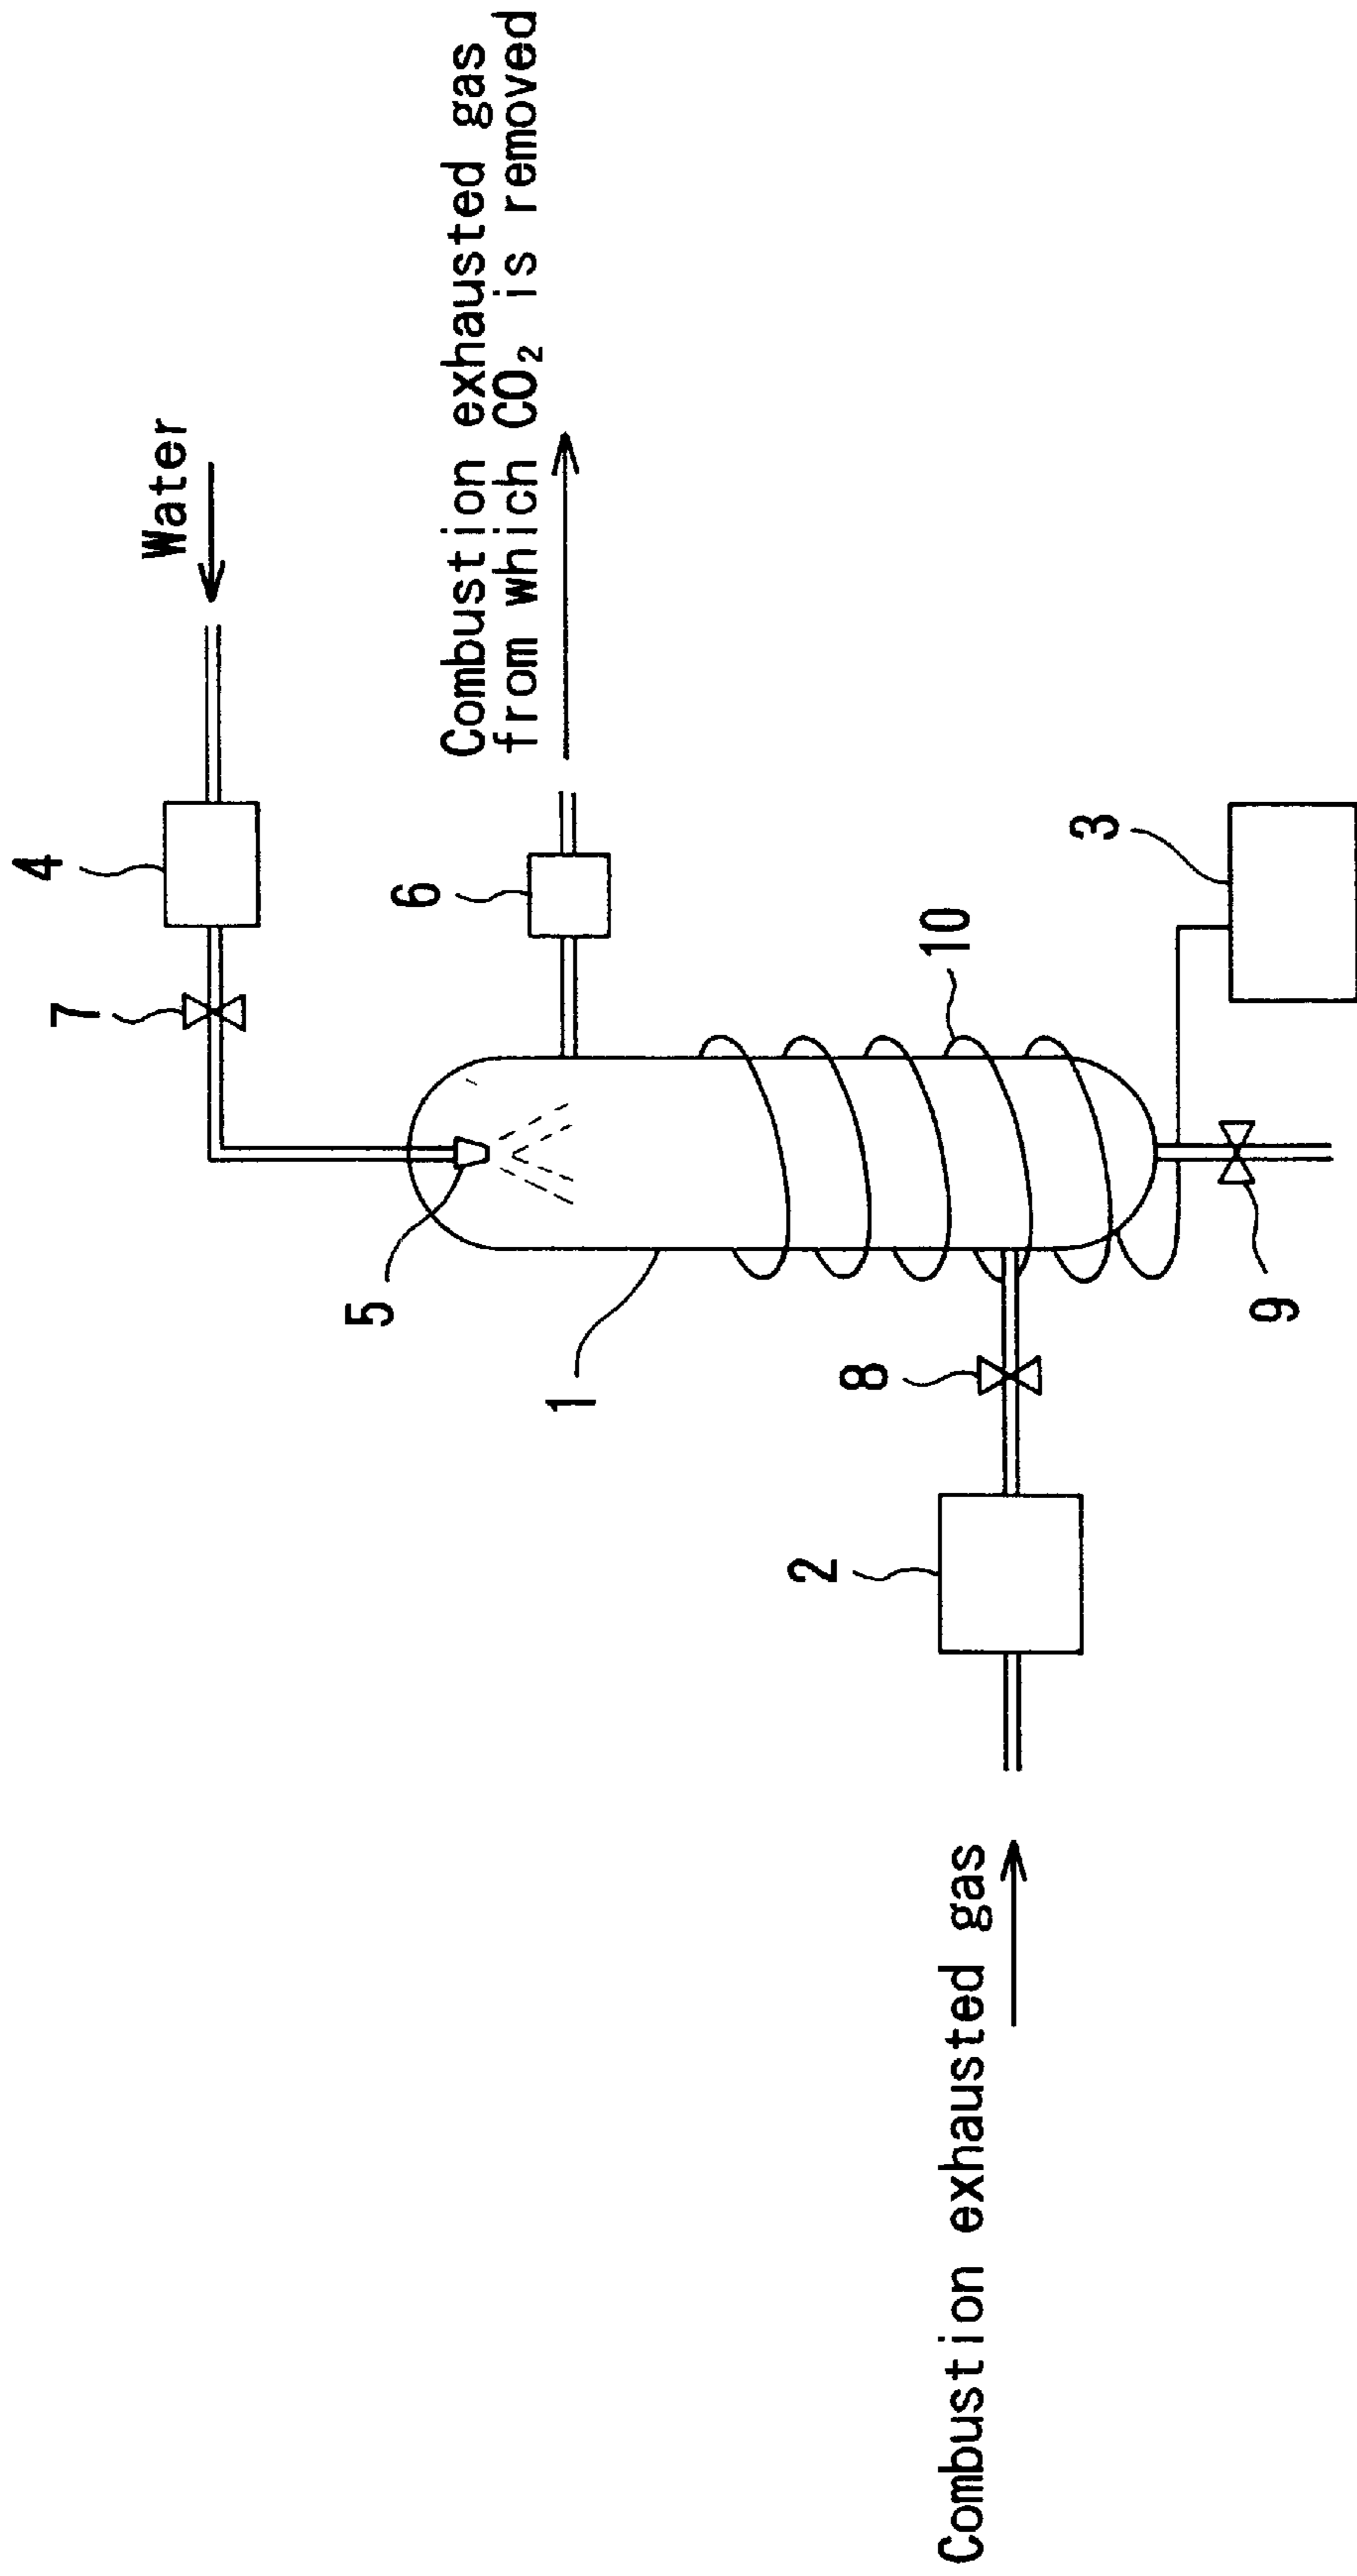 Water
4
7
Combustion exhausted gas
from which CO₂ is removed
6
5
1
10
3
8
9
2
Combustion exhausted gas